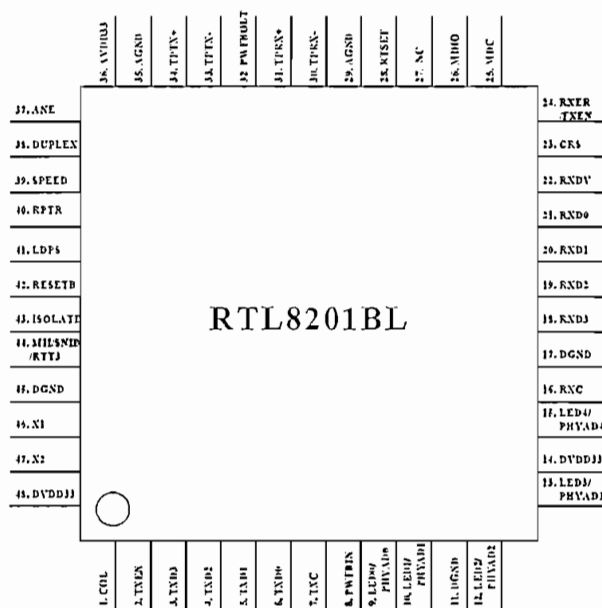 36. AVDD33
35. AGND
34. TPTX+
33. TPTX-
32 PWFBOUT
31. TPRX+
30. TPRX-
29. AGND
28. RTSET
27. NC
26. MDIO
25. MDC
37. ANE
38. DUPLEX
39. SPEED
40. RPTR
41. LDPS
42. RESETB
43. ISOLATE
44. MII/SNIB
/RTT3
45. DGND
46. X1
47. X2
48. DVDD33
RTL8201BL
24. RXER
/FXEN
23. CRS
22. RXDV
21. RXD0
20. RXD1
19. RXD2
18. RXD3
17. DGND
16. RXC
15. LED4/
PHYAD4
14. DVDD33
13. LED3/
PHYAD3
1. COL
2. TXEN
3. TXD3
4. TXD2
5. TXD1
6. TXD0
7. TXC
8. PWFBIN
9. LED0/
PHYAD0
10. LED1/
PHYAD1
11. DGND
12. LED2/
PHYAD2